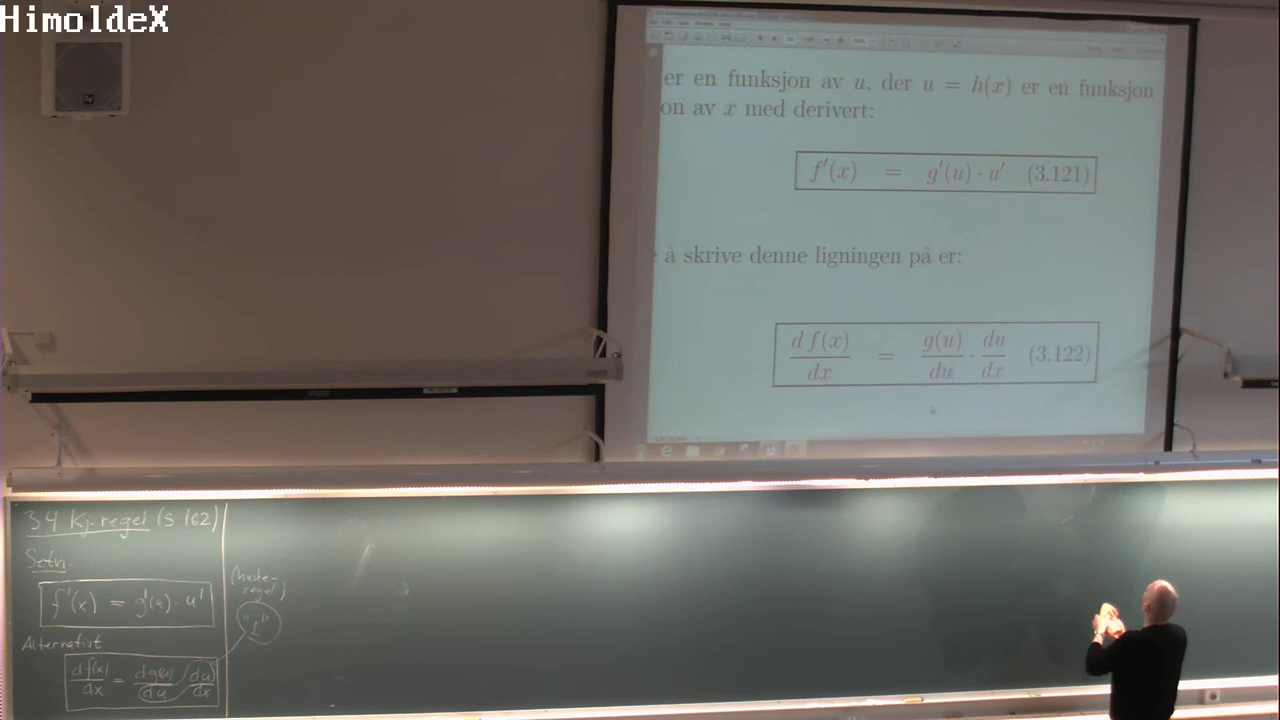 HimoldeX
er en funksjon av u, der u = h(x) er en funksjon
on av x med derivert:
f′(x) = g′(u) · u′ (3.121)
å skrive denne ligningen på er:
d f(x)/dx = g(u)/du · du/dx (3.122)
3.4 Kj.regel (s 162)
Setn.
f'(x) = g'(u) · u'
(huske-
regel)
"1"
Alternativt
df(x)/dx = dg(u)/du · du/dx